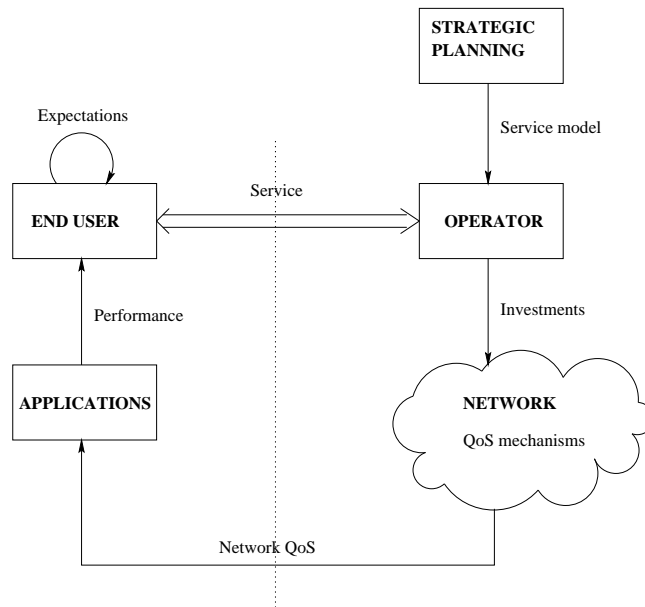 STRATEGIC
PLANNING
Expectations
Service model
Service
END USER
OPERATOR
Performance
Investments
APPLICATIONS
NETWORK
QoS mechanisms
Network QoS